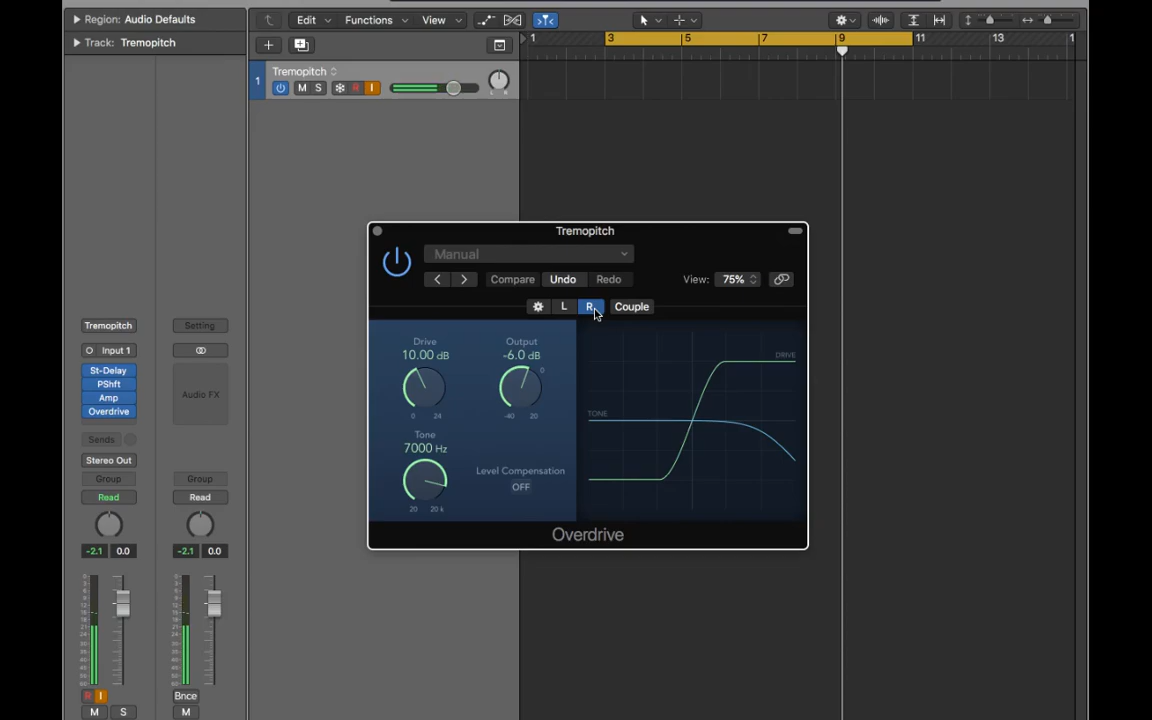 Region: Audio Defaults
Track: Tremopitch
Edit
Functions
View
1 3 5 7 9 11 13 1
1
Tremopitch
M S R I
L R
Tremopitch
Manual
Compare
Undo
Redo
View: 75%
L
R
Couple
Drive
10.00 dB
0 24
Output
-6.0 dB
0
-40 20
Tone
7000 Hz
20 20 k
Level Compensation
OFF
DRIVE
TONE
Overdrive
Tremopitch
Input 1
St-Delay
PShft
Amp
Overdrive
Sends
Stereo Out
Group
Read
-2.1 0.0
R I
M S
Setting
Audio FX
Group
Read
-2.1 0.0
Bnce
M